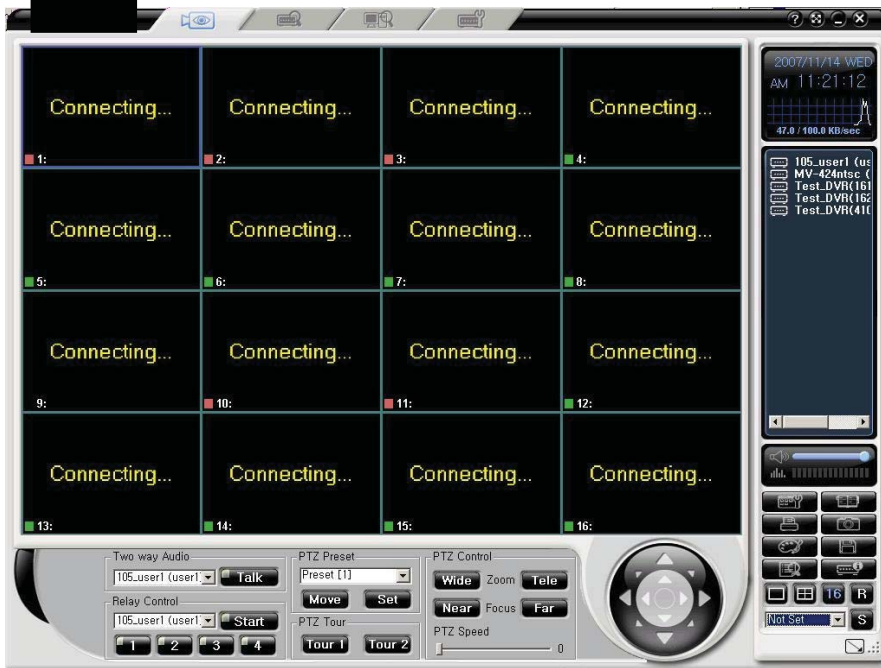 2007/11/14 WED
AM 11:21:12
47.0 / 100.0 KB/sec
Connecting... Connecting... Connecting... Connecting...
1: 2: 3: 4:
Connecting... Connecting... Connecting... Connecting...
5: 6: 7: 8:
Connecting... Connecting... Connecting... Connecting...
9: 10: 11: 12:
Connecting... Connecting... Connecting... Connecting...
13: 14: 15: 16:
105_user1 (us
MV-424ntsc (
Test_DVR(161
Test_DVR(162
Test_DVR(410
Two way Audio
105_user1 (user1 Talk
Relay Control
105_user1 (user1 Start
1 2 3 4
PTZ Preset
Preset [1]
Move Set
PTZ Tour
Tour 1 Tour 2
PTZ Control
Wide Zoom Tele
Near Focus Far
PTZ Speed
0
16 R
Not Set S